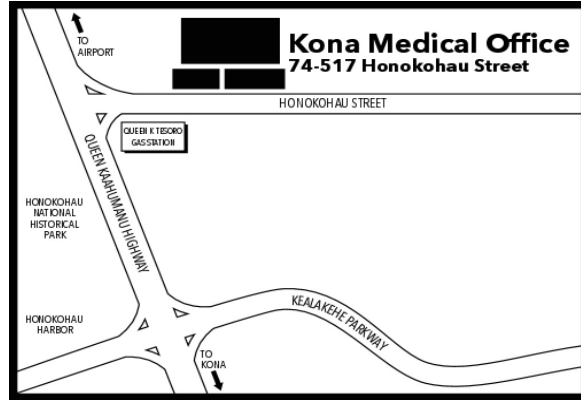 TO
AIRPORT
Kona Medical Office
74-517 Honokohau Street
HONOKOHAU STREET
QUEEN K TESORO
GAS STATION
QUEEN KAAHUMANU HIGHWAY
HONOKOHAU
NATIONAL
HISTORICAL
PARK
HONOKOHAU
HARBOR
KEALAKEHE PARKWAY
TO
KONA